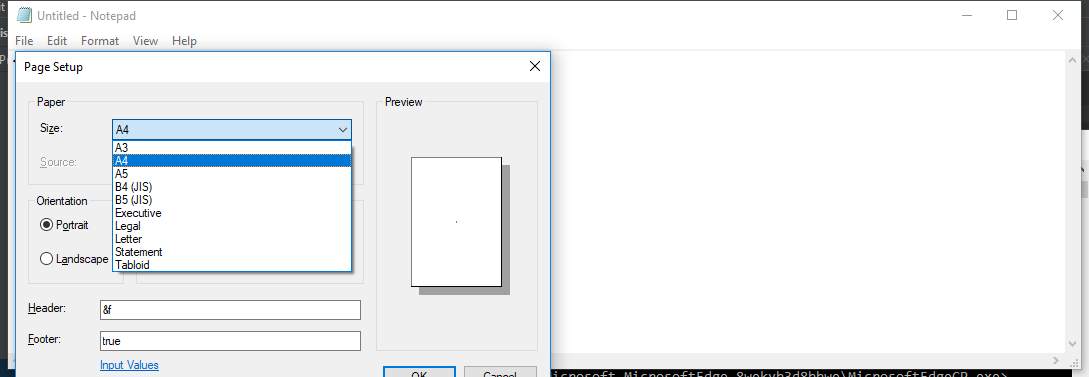 Untitled - Notepad
File Edit Format View Help
Page Setup
Paper
Preview
Size:
A4
Source:
A3
A4
A5
B4 (JIS)
B5 (JIS)
Executive
Legal
Letter
Statement
Tabloid
Orientation
Portrait
Landscape
Header:
&f
Footer:
true
Input Values
OK
Cancel
icrosoft.MicrosoftEdge_8wekyb3d8bbwe\MicrosoftEdgeCP.exe>